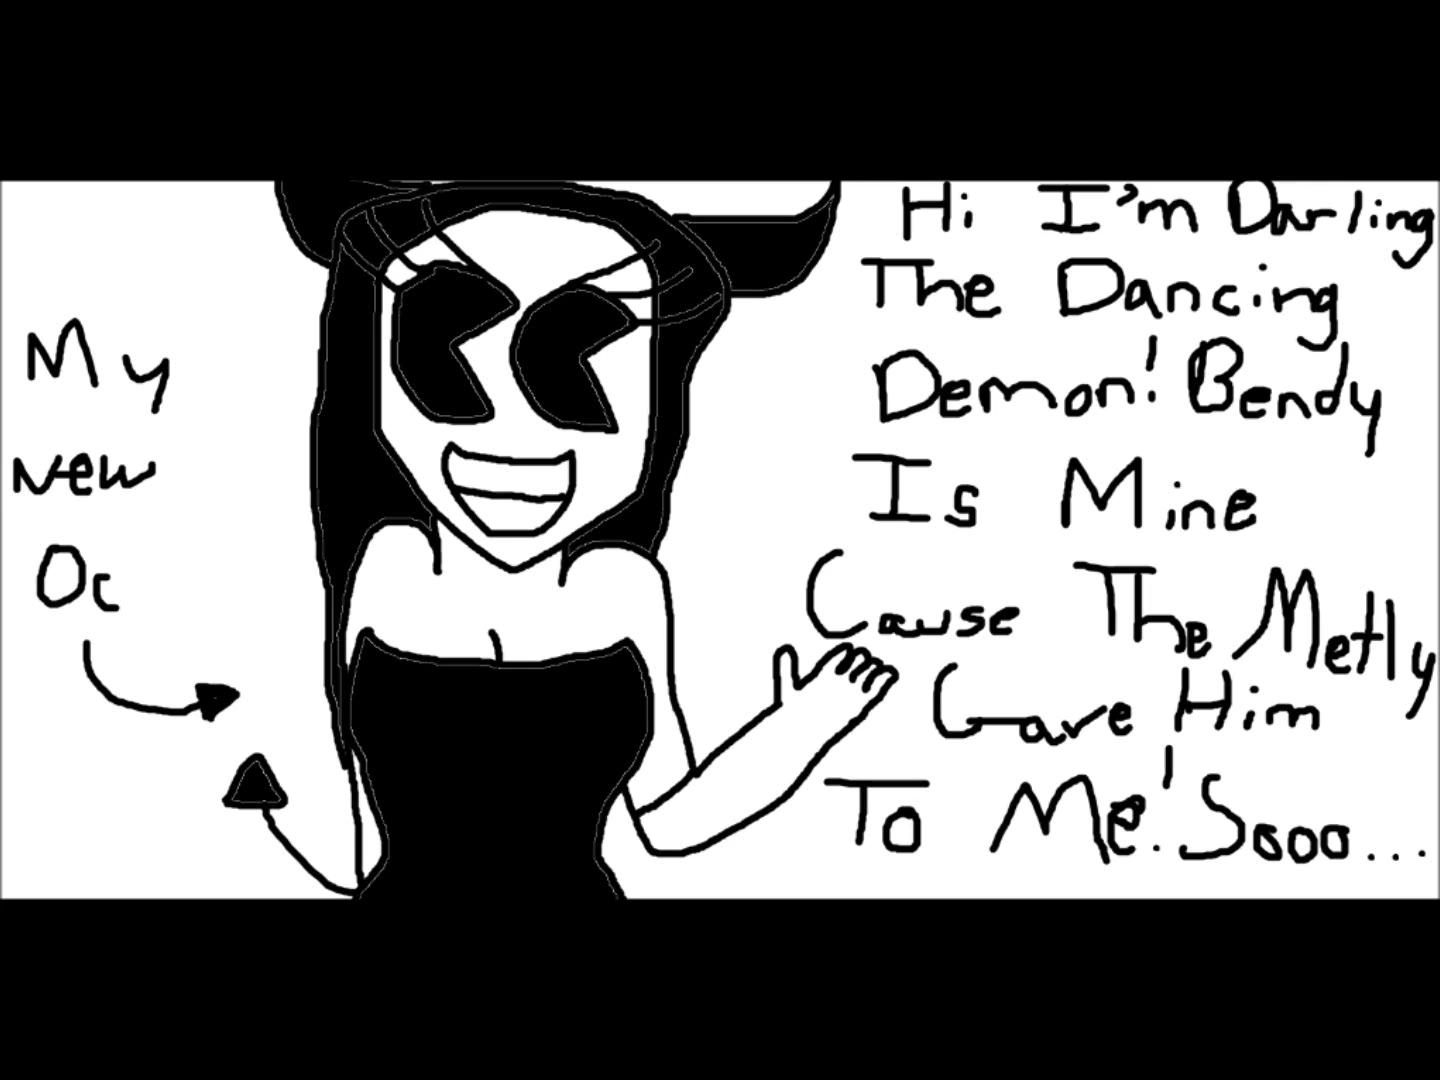 My
New
Oc
Hi I'm Darling
The Dancing
Demon! Bendy
Is Mine
Cause The Metly
Gave Him
To Me! Sooo...